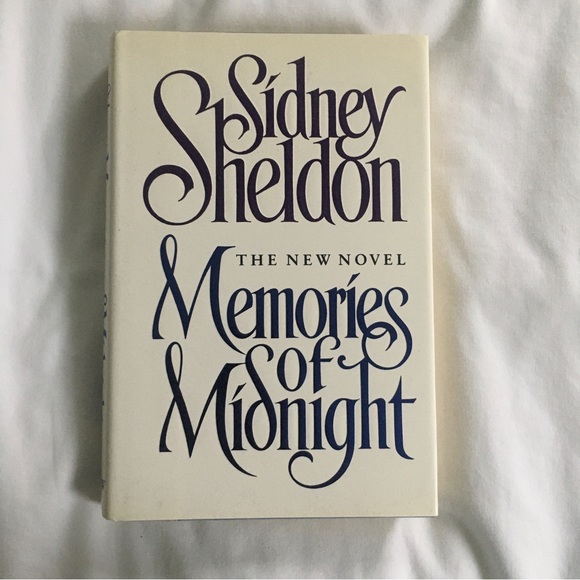 Sidney
Sheldon
THE NEW NOVEL
Memories
of
Midnight